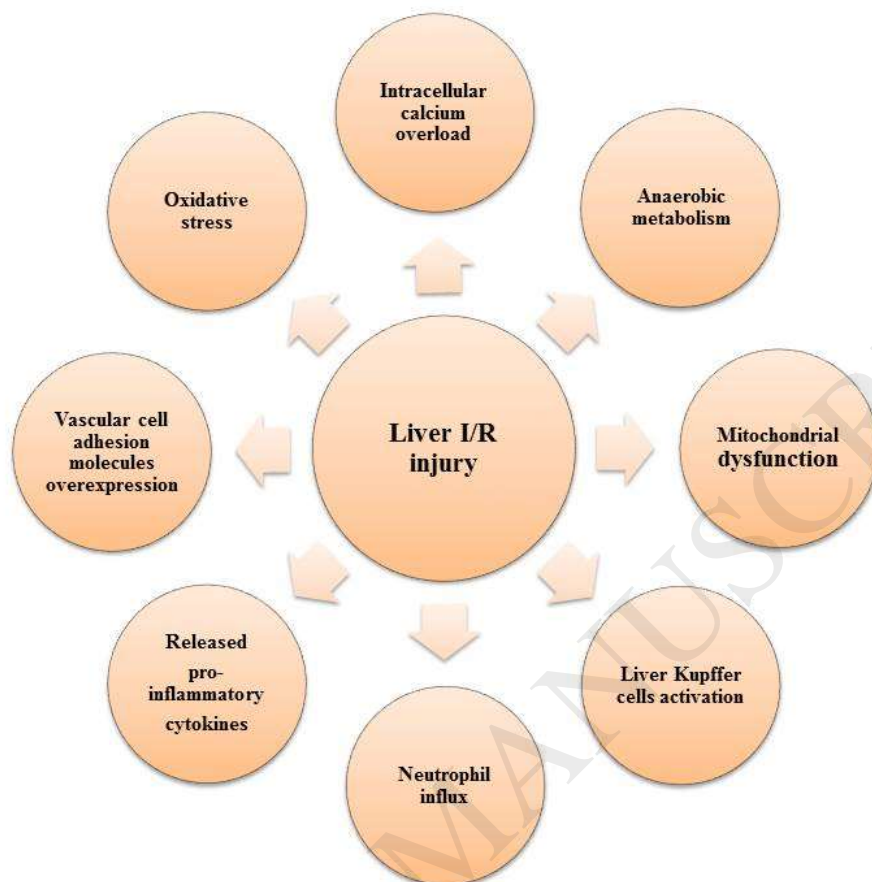 Intracellular
calcium
overload
Anaerobic
metabolism
Mitochondrial
dysfunction
Liver Kupffer
cells activation
Neutrophil
influx
Released
pro-
inflammatory
cytokines
Vascular cell
adhesion
molecules
overexpression
Oxidative
stress
Liver I/R
injury